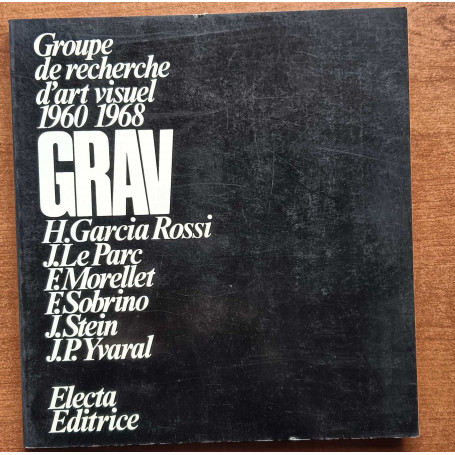 Groupe
de recherche
d'art visuel
1960 1968
GRAV
H.Garcia Rossi
J.Le Parc
F.Morellet
F.Sobrino
J.Stein
J.P.Yvaral
Electa
Editrice